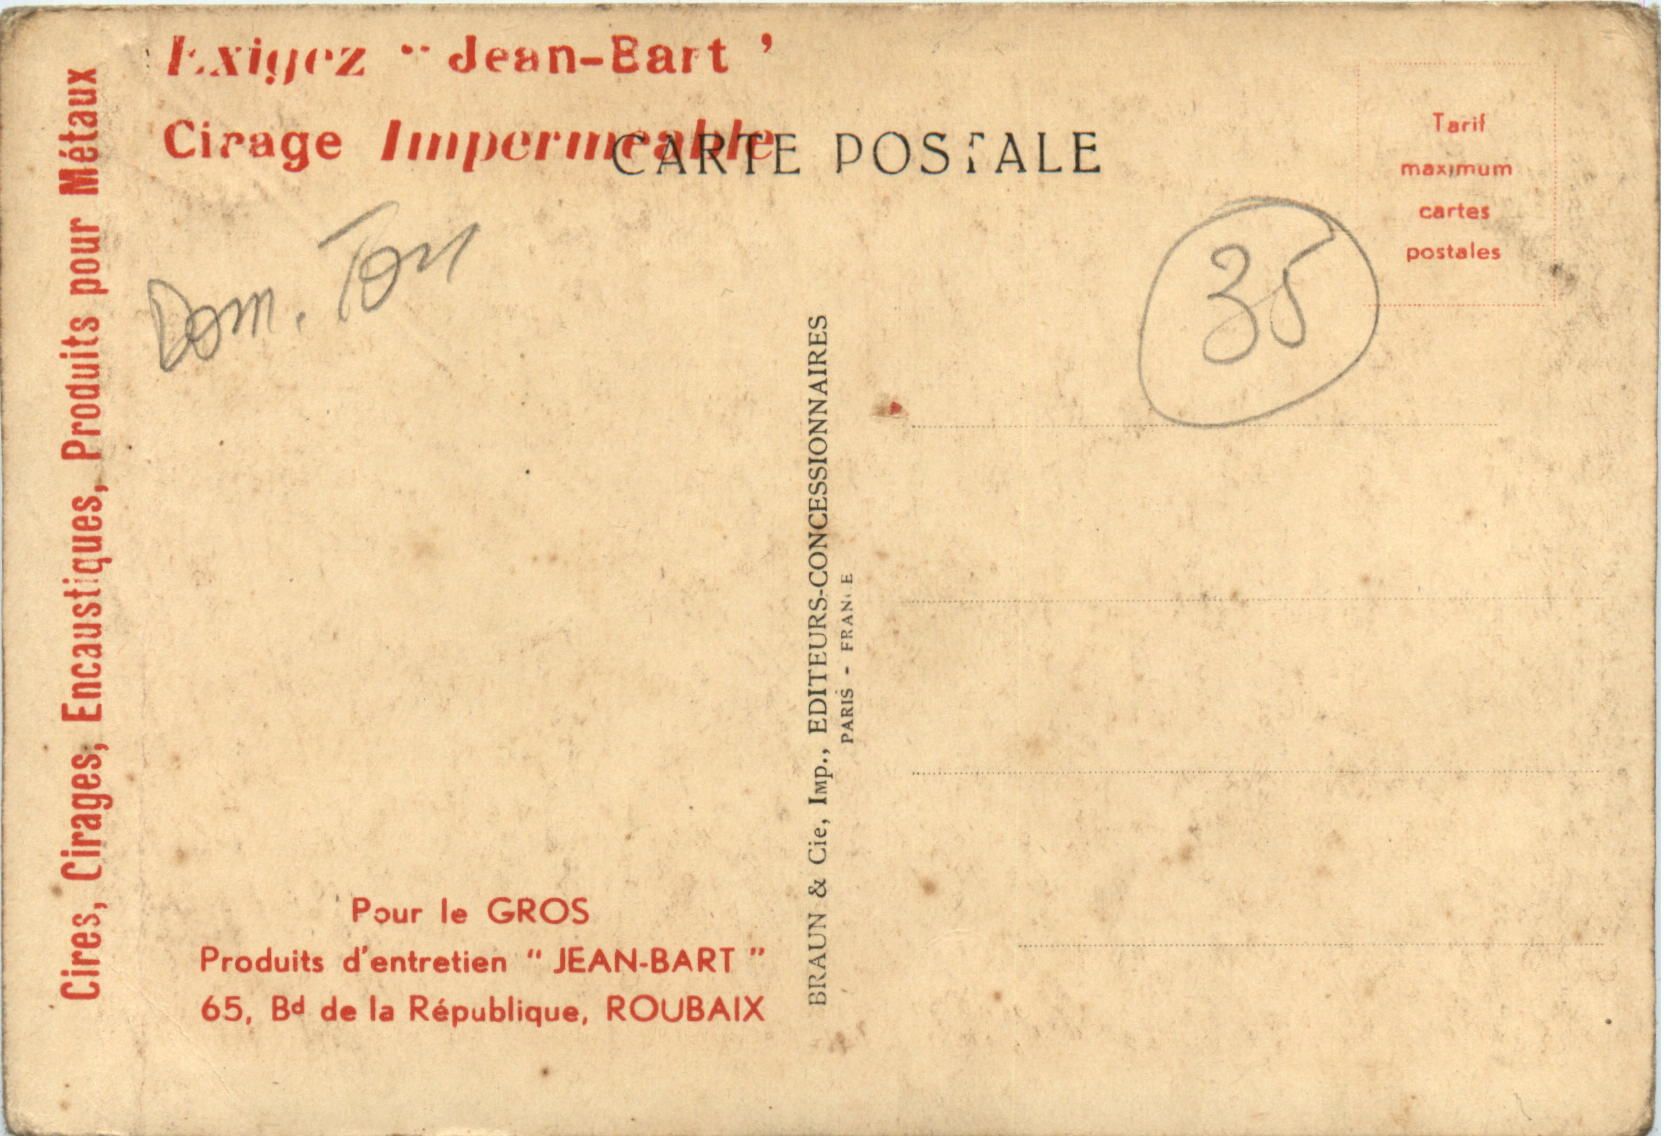 Exigez " Jean-Bart '
Cirage Imperméable
CARTE POSTALE
Tarif
maximum
cartes
postales
Dom.
35
Cires, Cirages, Encaustiques, Produits pour Métaux
BRAUN & Cie, Imp., EDITEURS-CONCESSIONNAIRES
PARIS - FRANCE
Pour le GROS
Produits d'entretien " JEAN-BART "
65, Bd de la République, ROUBAIX